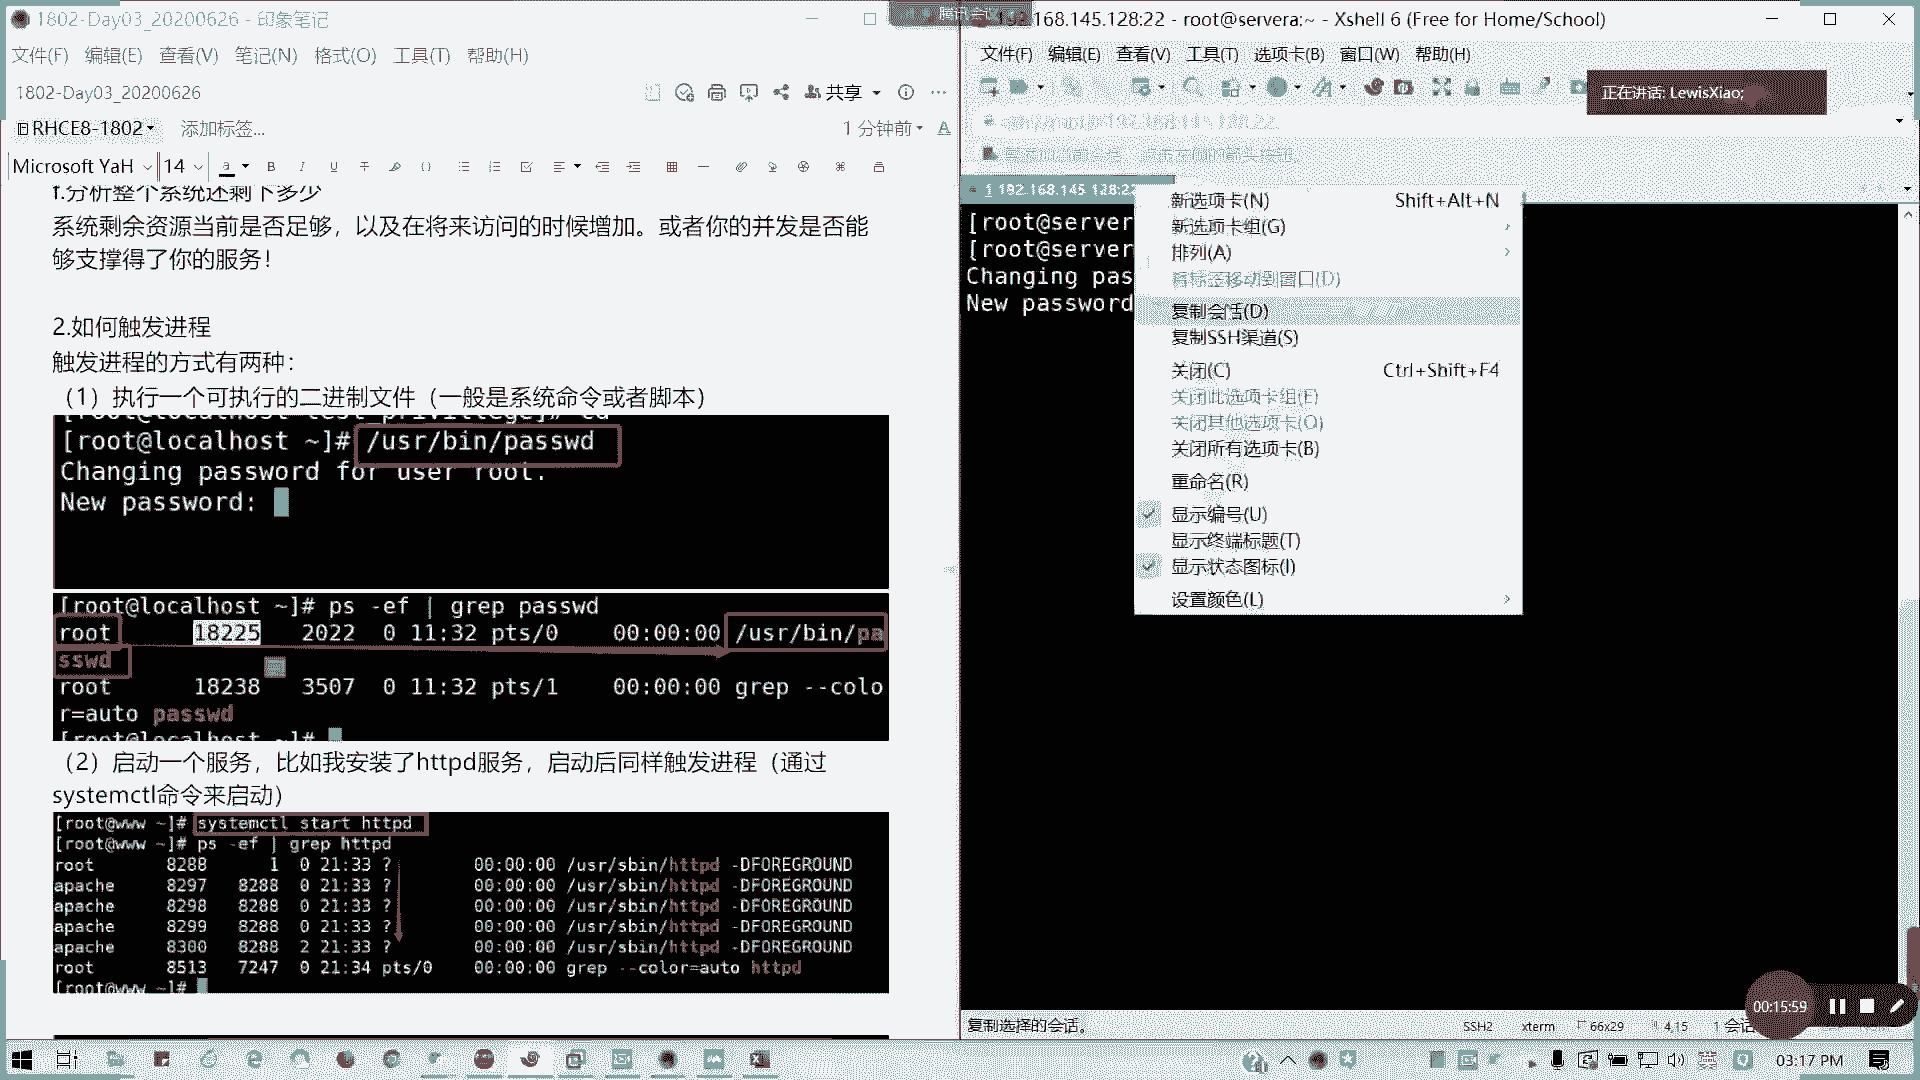 1802-Day03_20200626 - 印象笔记
文件(F) 编辑(E) 查看(V) 笔记(N) 格式(O) 工具(T) 帮助(H)
1802-Day03_20200626
共享
RHCE8-1802
添加标签...
1 分钟前
Microsoft YaH
14
1.分析整个系统还剩下多少
系统剩余资源当前是否足够，以及在将来访问的时候增加。或者你的并发是否能
够支撑得了你的服务！
2.如何触发进程
触发进程的方式有两种：
（1）执行一个可执行的二进制文件（一般是系统命令或者脚本）
[root@localhost ~]# /usr/bin/passwd
Changing password for user root.
New password:
[root@localhost ~]# ps -ef | grep passwd
root 18225 2022 0 11:32 pts/0 00:00:00 /usr/bin/pa
sswd
root 18238 3507 0 11:32 pts/1 00:00:00 grep --colo
r=auto passwd
[root@localhost ~]#
（2）启动一个服务，比如我安装了httpd服务，启动后同样触发进程（通过
systemctl命令来启动）
[root@www ~]# systemctl start httpd
[root@www ~]# ps -ef | grep httpd
root 8288 1 0 21:33 ? 00:00:00 /usr/sbin/httpd -DFOREGROUND
apache 8297 8288 0 21:33 ? 00:00:00 /usr/sbin/httpd -DFOREGROUND
apache 8298 8288 0 21:33 ? 00:00:00 /usr/sbin/httpd -DFOREGROUND
apache 8299 8288 0 21:33 ? 00:00:00 /usr/sbin/httpd -DFOREGROUND
apache 8300 8288 2 21:33 ? 00:00:00 /usr/sbin/httpd -DFOREGROUND
root 8513 7247 0 21:34 pts/0 00:00:00 grep --color=auto httpd
[root@www ~]#
腾讯会议
192.168.145.128:22 - root@servera:~ - Xshell 6 (Free for Home/School)
文件(F) 编辑(E) 查看(V) 工具(T) 选项卡(B) 窗口(W) 帮助(H)
正在讲话: LewisXiao;
1 192.168.145.128:22
[root@server
[root@server
Changing pas
New password
新选项卡(N) Shift+Alt+N
新选项卡组(G)
排列(A)
将标签移动到窗口(D)
复制会话(D)
复制SSH渠道(S)
关闭(C) Ctrl+Shift+F4
关闭此选项卡组(E)
关闭其他选项卡(O)
关闭所有选项卡(B)
重命名(R)
显示编号(U)
显示终端标题(T)
显示状态图标(I)
设置颜色(L)
00:15:59
复制选择的会话。
SSH2 xterm 66x29 4,15 1 会话
英
03:17 PM